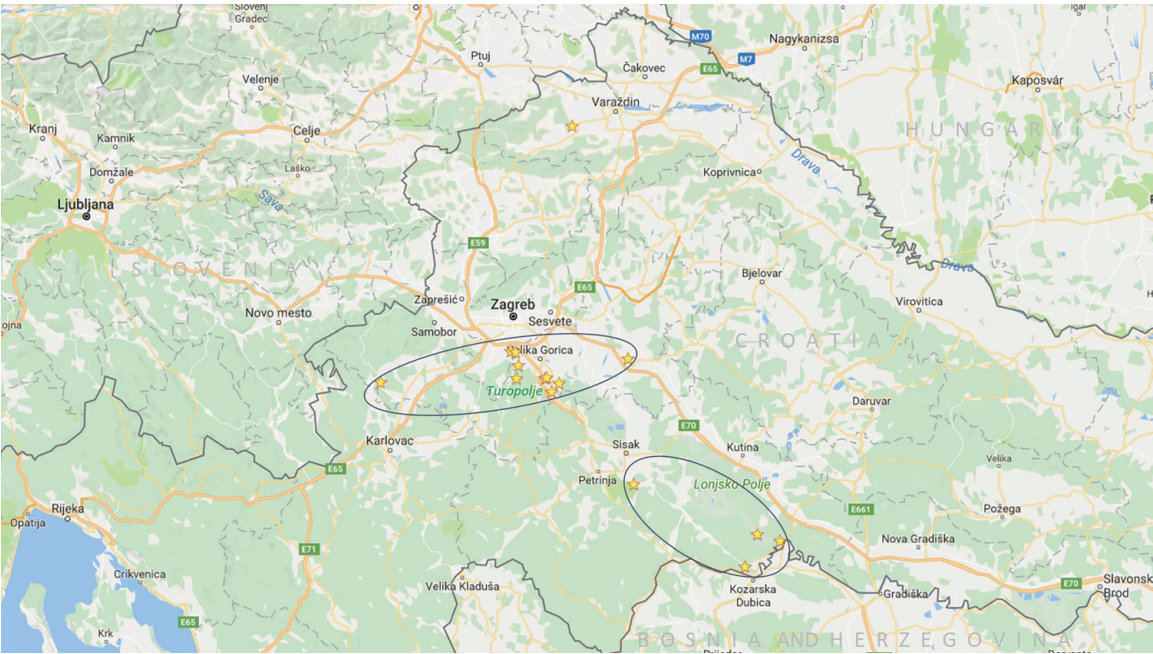 Slovenj
Gradec
Igal
M70
Nagykanizsa
Ptuj
M7
Čakovec
E65
Velenje
Kaposvár
Varaždin
Kranj
Kamnik
Celje
HUNGARY
Laško
Drava
Domžale
Koprivnica
Ljubljana
Sava
E59
SLOVENIA
Drava
Bjelovar
E65
Zaprešić
Zagreb
Virovitica
Novo mesto
Sesvete
Samobor
CROATIA
Velika Gorica
Turopolje
Daruvar
E70
Karlovac
Sisak
Kutina
Velika
E65
Petrinja
Lonjsko Polje
Rijeka
E661
Požega
Opatija
Nova Gradiška
E71
Crikvenica
Velika Kladuša
Kozarska
Dubica
Gradiška
E70
Slavonsk
Brod
E65
Krk
BOSNIA AND HERZEGOVINA